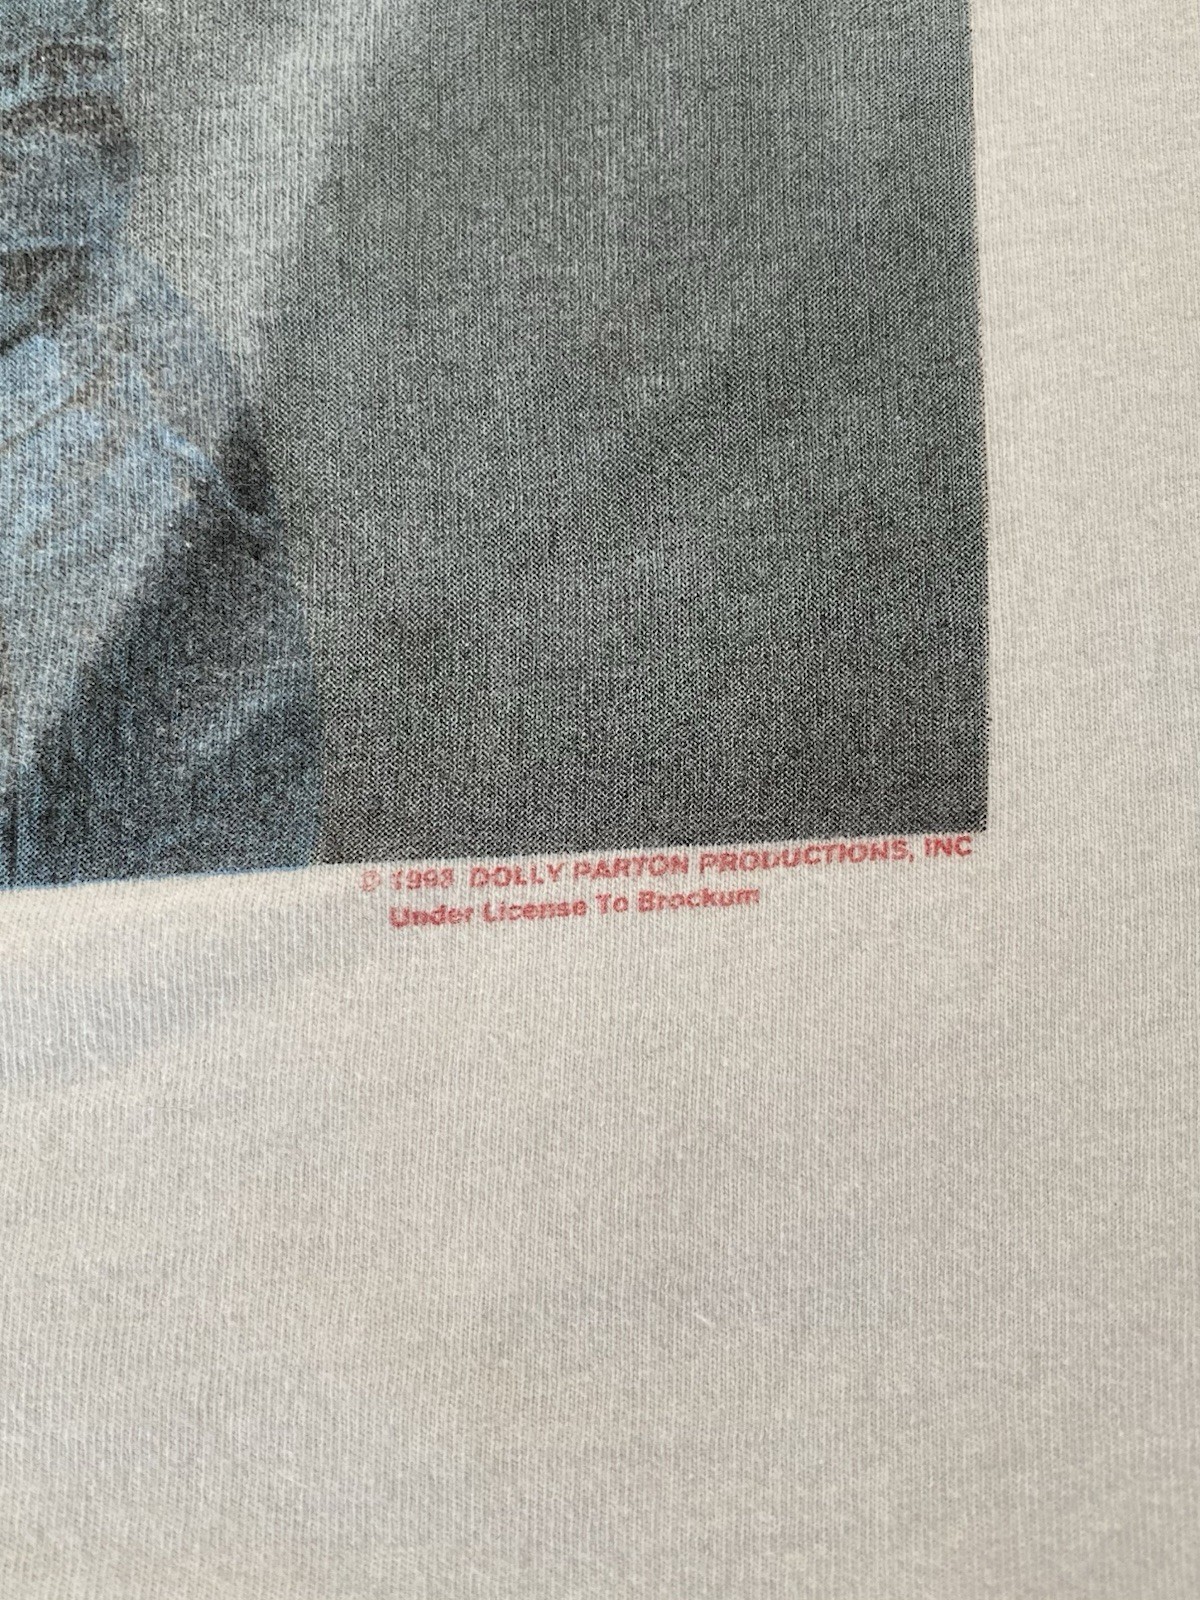 © 1993 DOLLY PARTON PRODUCTIONS, INC
Under License To Brockum